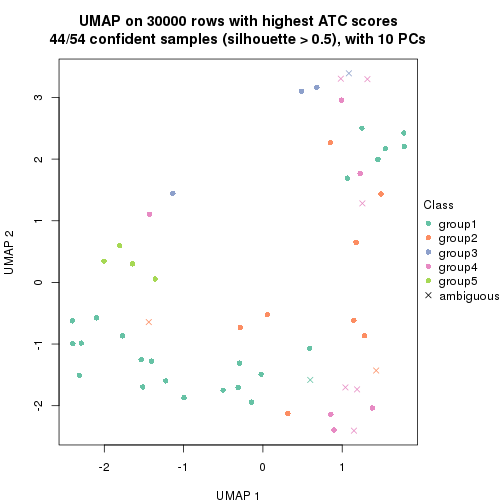 UMAP on 30000 rows with highest ATC scores
44/54 confident samples (silhouette > 0.5), with 10 PCs
3
2
1
0
-1
-2
UMAP 2
-2
-1
0
1
UMAP 1
Class
group1
group2
group3
group4
group5
ambiguous